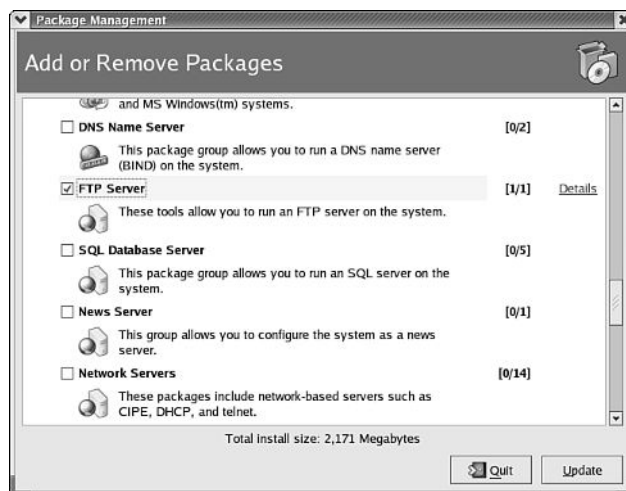 Package Management
Add or Remove Packages
and MS Windows(tm) systems.
DNS Name Server [0/2]
This package group allows you to run a DNS name server
(BIND) on the system.
FTP Server [1/1] Details
These tools allow you to run an FTP server on the system.
SQL Database Server [0/5]
This package group allows you to run an SQL server on the
system.
News Server [0/1]
This group allows you to configure the system as a news
server.
Network Servers [0/14]
These packages include network-based servers such as
CIPE, DHCP, and telnet.
Total install size: 2,171 Megabytes
Quit Update